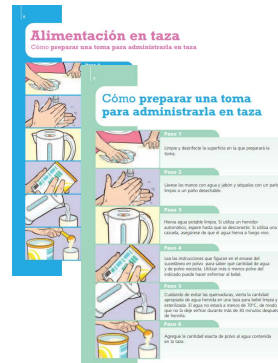 Alimentación en taza
Cómo preparar una toma para administrarla en taza
Cómo preparar una toma
para administrarla en taza
Paso 1
Limpie y desinfecte la superficie en la que preparará la
toma.
Paso 2
Lávese las manos con agua y jabón y séquelas con un paño
limpio o un paño desechable.
Paso 3
Hierva agua potable limpia. Si utiliza un hervidor
automático, espere hasta que se desconecte. Si utiliza una
cazuela, asegúrese de que el agua hierva a fuego vivo.
Paso 4
Lea las instrucciones que figuran en el envase del
sucedáneo en polvo para saber qué cantidad de agua
y de polvo necesita. Utilizar más o menos polvo del
indicado puede hacer enfermar al bebé.
Paso 5
Cuidando de evitar las quemaduras, vierta la cantidad
apropiada de agua hervida en una taza para bebé limpia y
esterilizada. El agua no estará a menos de 70°C, de modo
que no la deje enfriar durante más de 30 minutos después
de hervirla.
Paso 6
Agregue la cantidad exacta de polvo al agua contenida
en la taza.